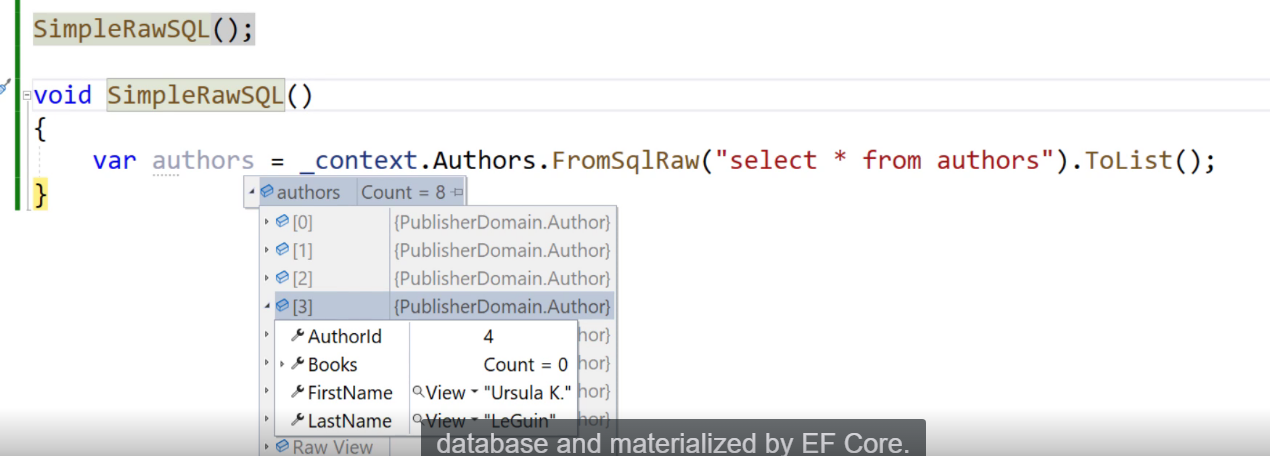 SimpleRawSQL();
void SimpleRawSQL()
{
var authors = _context.Authors.FromSqlRaw("select * from authors").ToList();
}
authors Count = 8
[0] {PublisherDomain.Author}
[1] {PublisherDomain.Author}
[2] {PublisherDomain.Author}
[3] {PublisherDomain.Author}
AuthorId 4 hor}
Books Count = 0 hor}
FirstName View "Ursula K." hor}
LastName View "LeGuin" hor}
Raw View
database and materialized by EF Core.